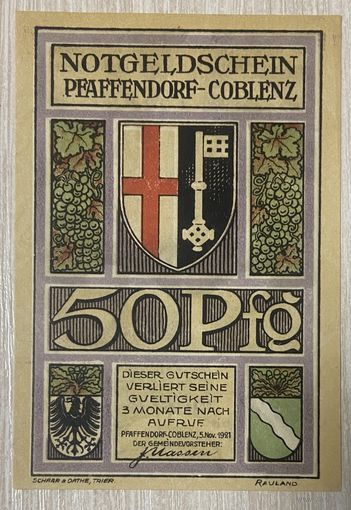 NOTGELDSCHEIN
PFAFFENDORF-COBLENZ
50 Pfg
DIESER GUTSCHEIN
VERLIERT SEINE
GUELTIGKEIT
3 MONATE NACH
AUFRUF
PFAFFENDORF-COBLENZ, 5. NOV. 1921
DER GEMEINDEVORSTEHER:
SCHAAR & DATHE, TRIER.
RAULAND